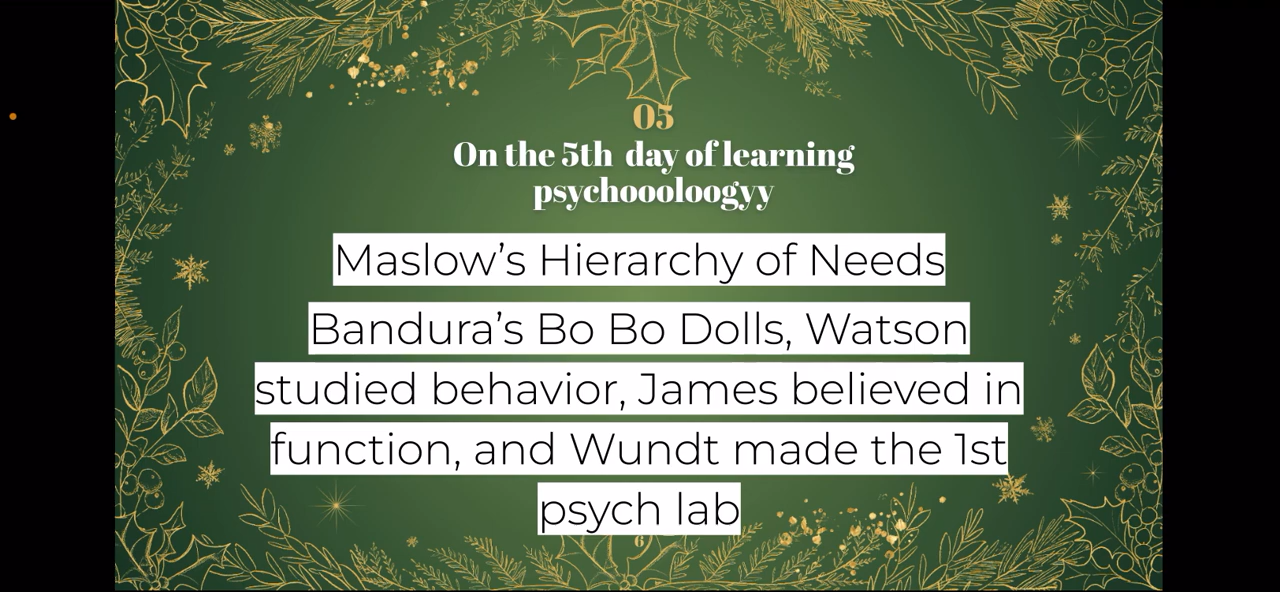 05
On the 5th day of learning
psychoooloogyy
Maslow’s Hierarchy of Needs
Bandura’s Bo Bo Dolls, Watson
studied behavior, James believed in
function, and Wundt made the 1st
psych lab
6